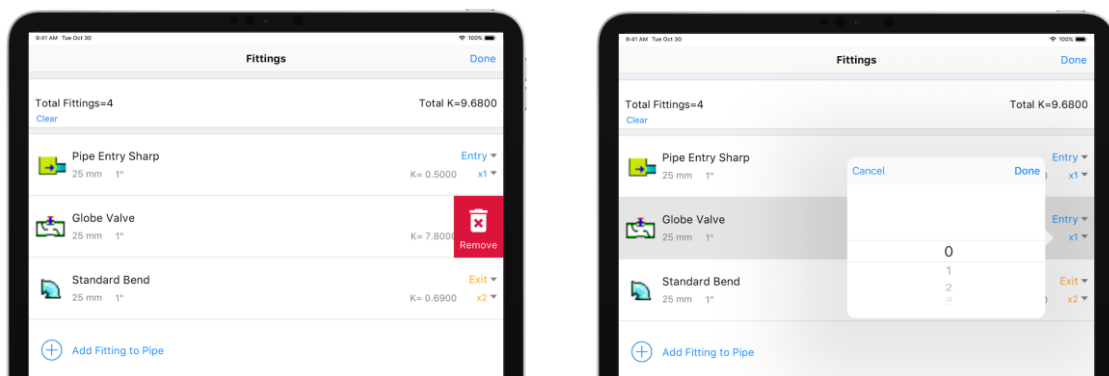 9:41 AM Tue Oct 30 100%
Fittings Done
Total Fittings=4 Total K=9.6800
Clear
Pipe Entry Sharp Entry
25 mm 1" K= 0.5000 x1
Globe Valve
25 mm 1" K= 7.8000
Remove
Standard Bend Exit
25 mm 1" K= 0.6900 x2
Add Fitting to Pipe
9:41 AM Tue Oct 30 100%
Fittings Done
Total Fittings=4 Total K=9.6800
Clear
Pipe Entry Sharp Entry
25 mm 1" x1
Cancel Done
Globe Valve Entry
25 mm 1" x1
0
1
2
3
Standard Bend Exit
25 mm 1" x2
Add Fitting to Pipe